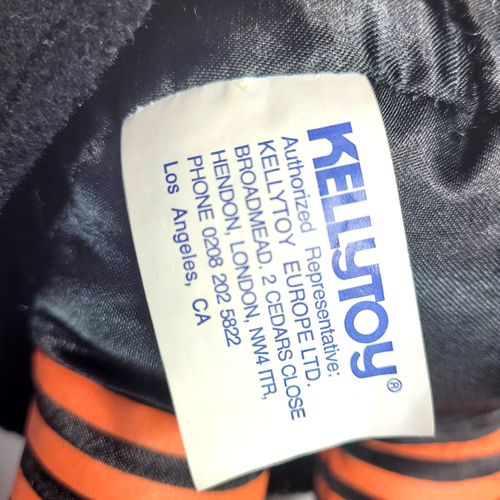 KELLYTOY®
Authorized Representative:
KELLYTOY EUROPE LTD.
BROADMEAD. 2 CEDARS CLOSE
HENDON, LONDON, NW4 ITR,
PHONE 0208 202 5822
Los Angeles, CA